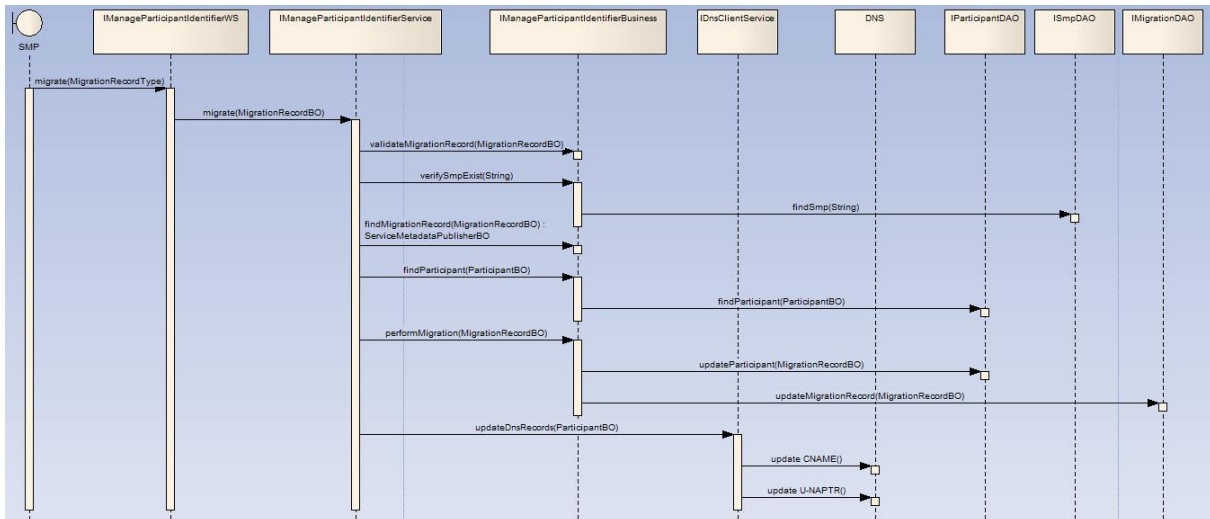 SMP
IManageParticipantIdentifierWS
IManageParticipantIdentifierService
IManageParticipantIdentifierBusiness
IDnsClientService
DNS
IParticipantDAO
ISmpDAO
IMigrationDAO
migrate(MigrationRecordType)
migrate(MigrationRecordBO)
validateMigrationRecord(MigrationRecordBO)
verifySmpExist(String)
findSmp(String)
findMigrationRecord(MigrationRecordBO) :
ServiceMetadataPublisherBO
findParticipant(ParticipantBO)
findParticipant(ParticipantBO)
performMigration(MigrationRecordBO)
updateParticipant(MigrationRecordBO)
updateMigrationRecord(MigrationRecordBO)
updateDnsRecords(ParticipantBO)
update CNAME()
update U-NAPTR()